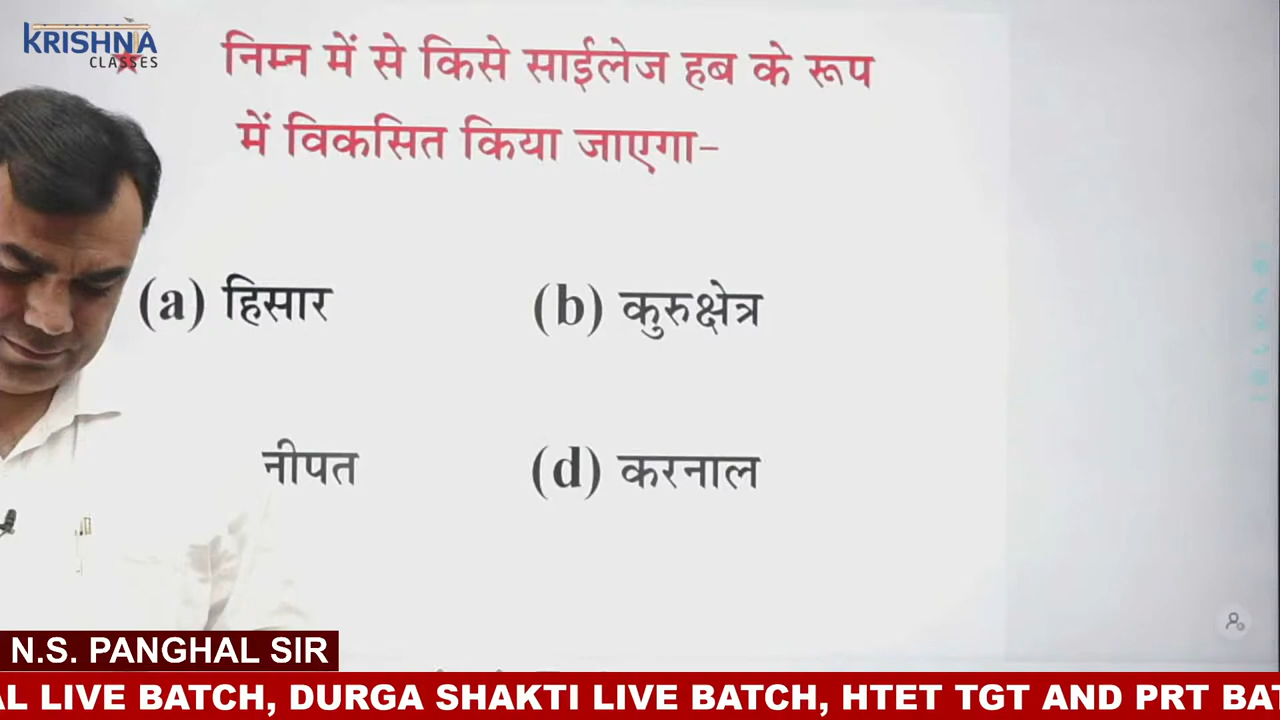 KRISHNA
CLASSES
निम्न में से किसे साईलेज हब के रूप
में विकसित किया जाएगा-
(a) हिसार
(b) कुरुक्षेत्र
नीपत
(d) करनाल
N.S. PANGHAL SIR
AL LIVE BATCH, DURGA SHAKTI LIVE BATCH, HTET TGT AND PRT BAT